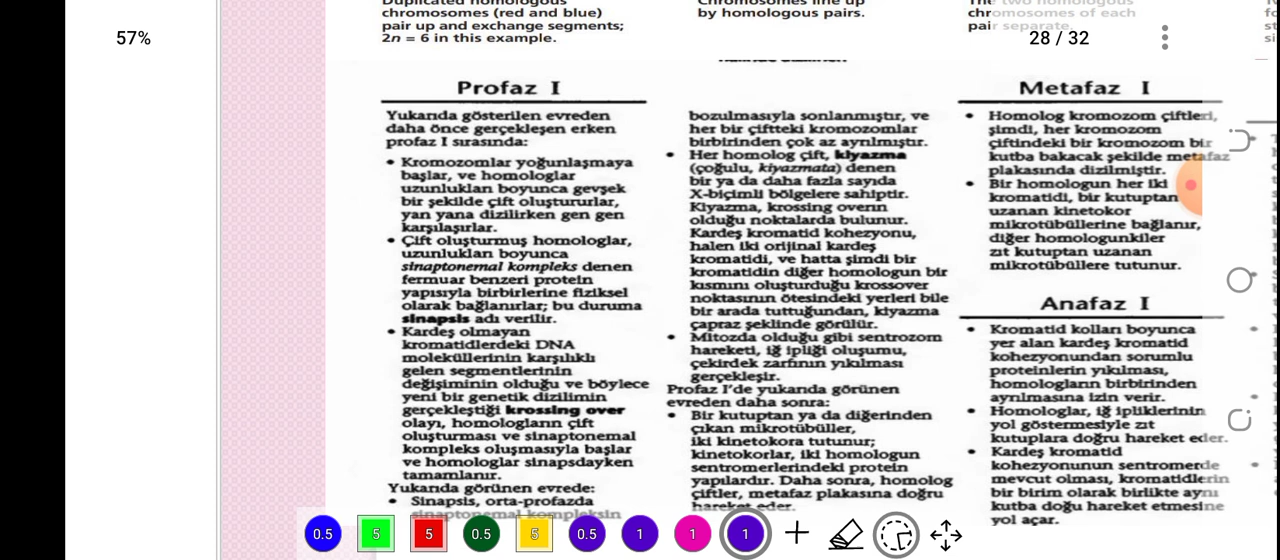 Duplicated homologous
chromosomes (red and blue)
pair up and exchange segments;
2n = 6 in this example.
Chromosomes line up
by homologous pairs.
The two homologous
chromosomes of each
pair separate.
57%
28 / 32
Profaz I
Yukarıda gösterilen evreden
daha önce gerçekleşen erken
profaz I sırasında:
• Kromozomlar yoğunlaşmaya
başlar, ve homologlar
uzunlukları boyunca gevşek
bir şekilde çift oluştururlar,
yan yana dizilirken gen gen
karşılaşırlar.
• Çift oluşturmuş homologlar,
uzunlukları boyunca
sinaptonemal kompleks denen
fermuar benzeri protein
yapısıyla birbirlerine fiziksel
olarak bağlanırlar; bu duruma
sinapsis adı verilir.
• Kardeş olmayan
kromatidlerdeki DNA
moleküllerinin karşılıklı
gelen segmentlerinin
değişiminin olduğu ve böylece
yeni bir genetik dizilimin
gerçekleştiği krossing over
olayı, homologların çift
oluşturması ve sinaptonemal
kompleks oluşmasıyla başlar
ve homologlar sinapsdayken
tamamlanır.
Yukarıda görünen evrede:
• Sinapsis, orta-profazda
sinaptonemal kompleksin
bozulmasıyla sonlanmıştır, ve
her bir çiftteki kromozomlar
birbirinden çok az ayrılmıştır.
• Her homolog çift, kiyazma
(çoğulu, kiyazmata) denen
bir ya da daha fazla sayıda
X-biçimli bölgelere sahiptir.
Kiyazma, krossing overın
olduğu noktalarda bulunur.
Kardeş kromatid kohezyonu,
halen iki orijinal kardeş
kromatidi, ve hatta şimdi bir
kromatidin diğer homologun bir
kısmını oluşturduğu krossover
noktasının ötesindeki yerleri bile
bir arada tuttuğundan, kiyazma
çapraz şeklinde görülür.
• Mitozda olduğu gibi sentrozom
hareketi, iğ ipliği oluşumu,
çekirdek zarfının yıkılması
gerçekleşir.
Profaz I'de yukarıda görünen
evreden daha sonra:
• Bir kutuptan ya da diğerinden
çıkan mikrotübüller,
iki kinetokora tutunur;
kinetokorlar, iki homologun
sentromerlerindeki protein
yapılardır. Daha sonra, homolog
çiftler, metafaz plakasına doğru
hareket eder.
Metafaz I
• Homolog kromozom çiftleri,
şimdi, her kromozom
çiftindeki bir kromozom bir
kutba bakacak şekilde metafaz
plakasında dizilmiştir.
• Bir homologun her iki
kromatidi, bir kutuptan
uzanan kinetokor
mikrotübüllerine bağlanır,
diğer homologunkiler
zıt kutuptan uzanan
mikrotübüllere tutunur.
Anafaz I
• Kromatid kolları boyunca
yer alan kardeş kromatid
kohezyonundan sorumlu
proteinlerin yıkılması,
homologların birbirinden
ayrılmasına izin verir.
• Homologlar, iğ ipliklerinin
yol göstermesiyle zıt
kutuplara doğru hareket eder.
• Kardeş kromatid
kohezyonunun sentromerde
mevcut olması, kromatidlerin
bir birim olarak birlikte aynı
kutba doğru hareket etmesine
yol açar.
0.5 5 5 0.5 5 0.5 1 1 1